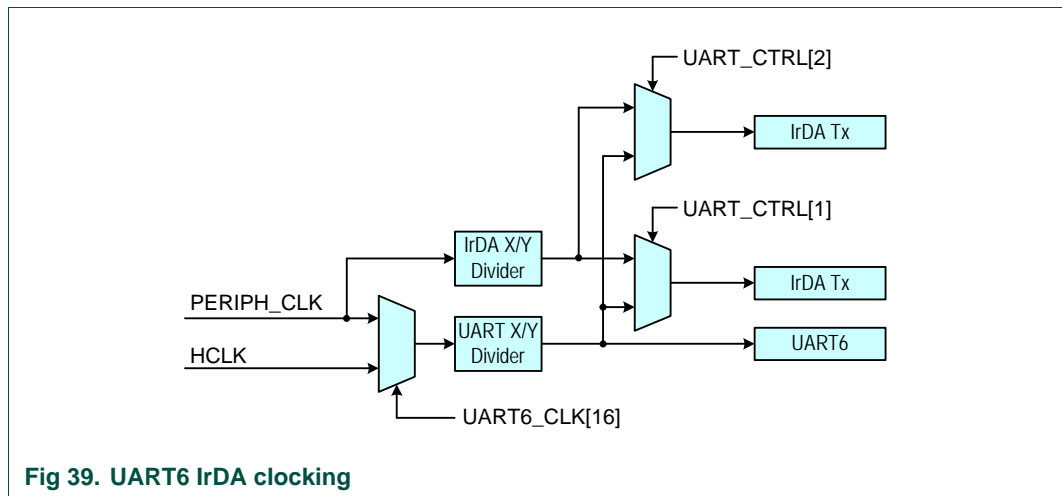 UART_CTRL[2]
IrDA Tx
UART_CTRL[1]
IrDA X/Y
Divider
IrDA Tx
PERIPH_CLK
UART X/Y
Divider
UART6
HCLK
UART6_CLK[16]
Fig 39. UART6 IrDA clocking